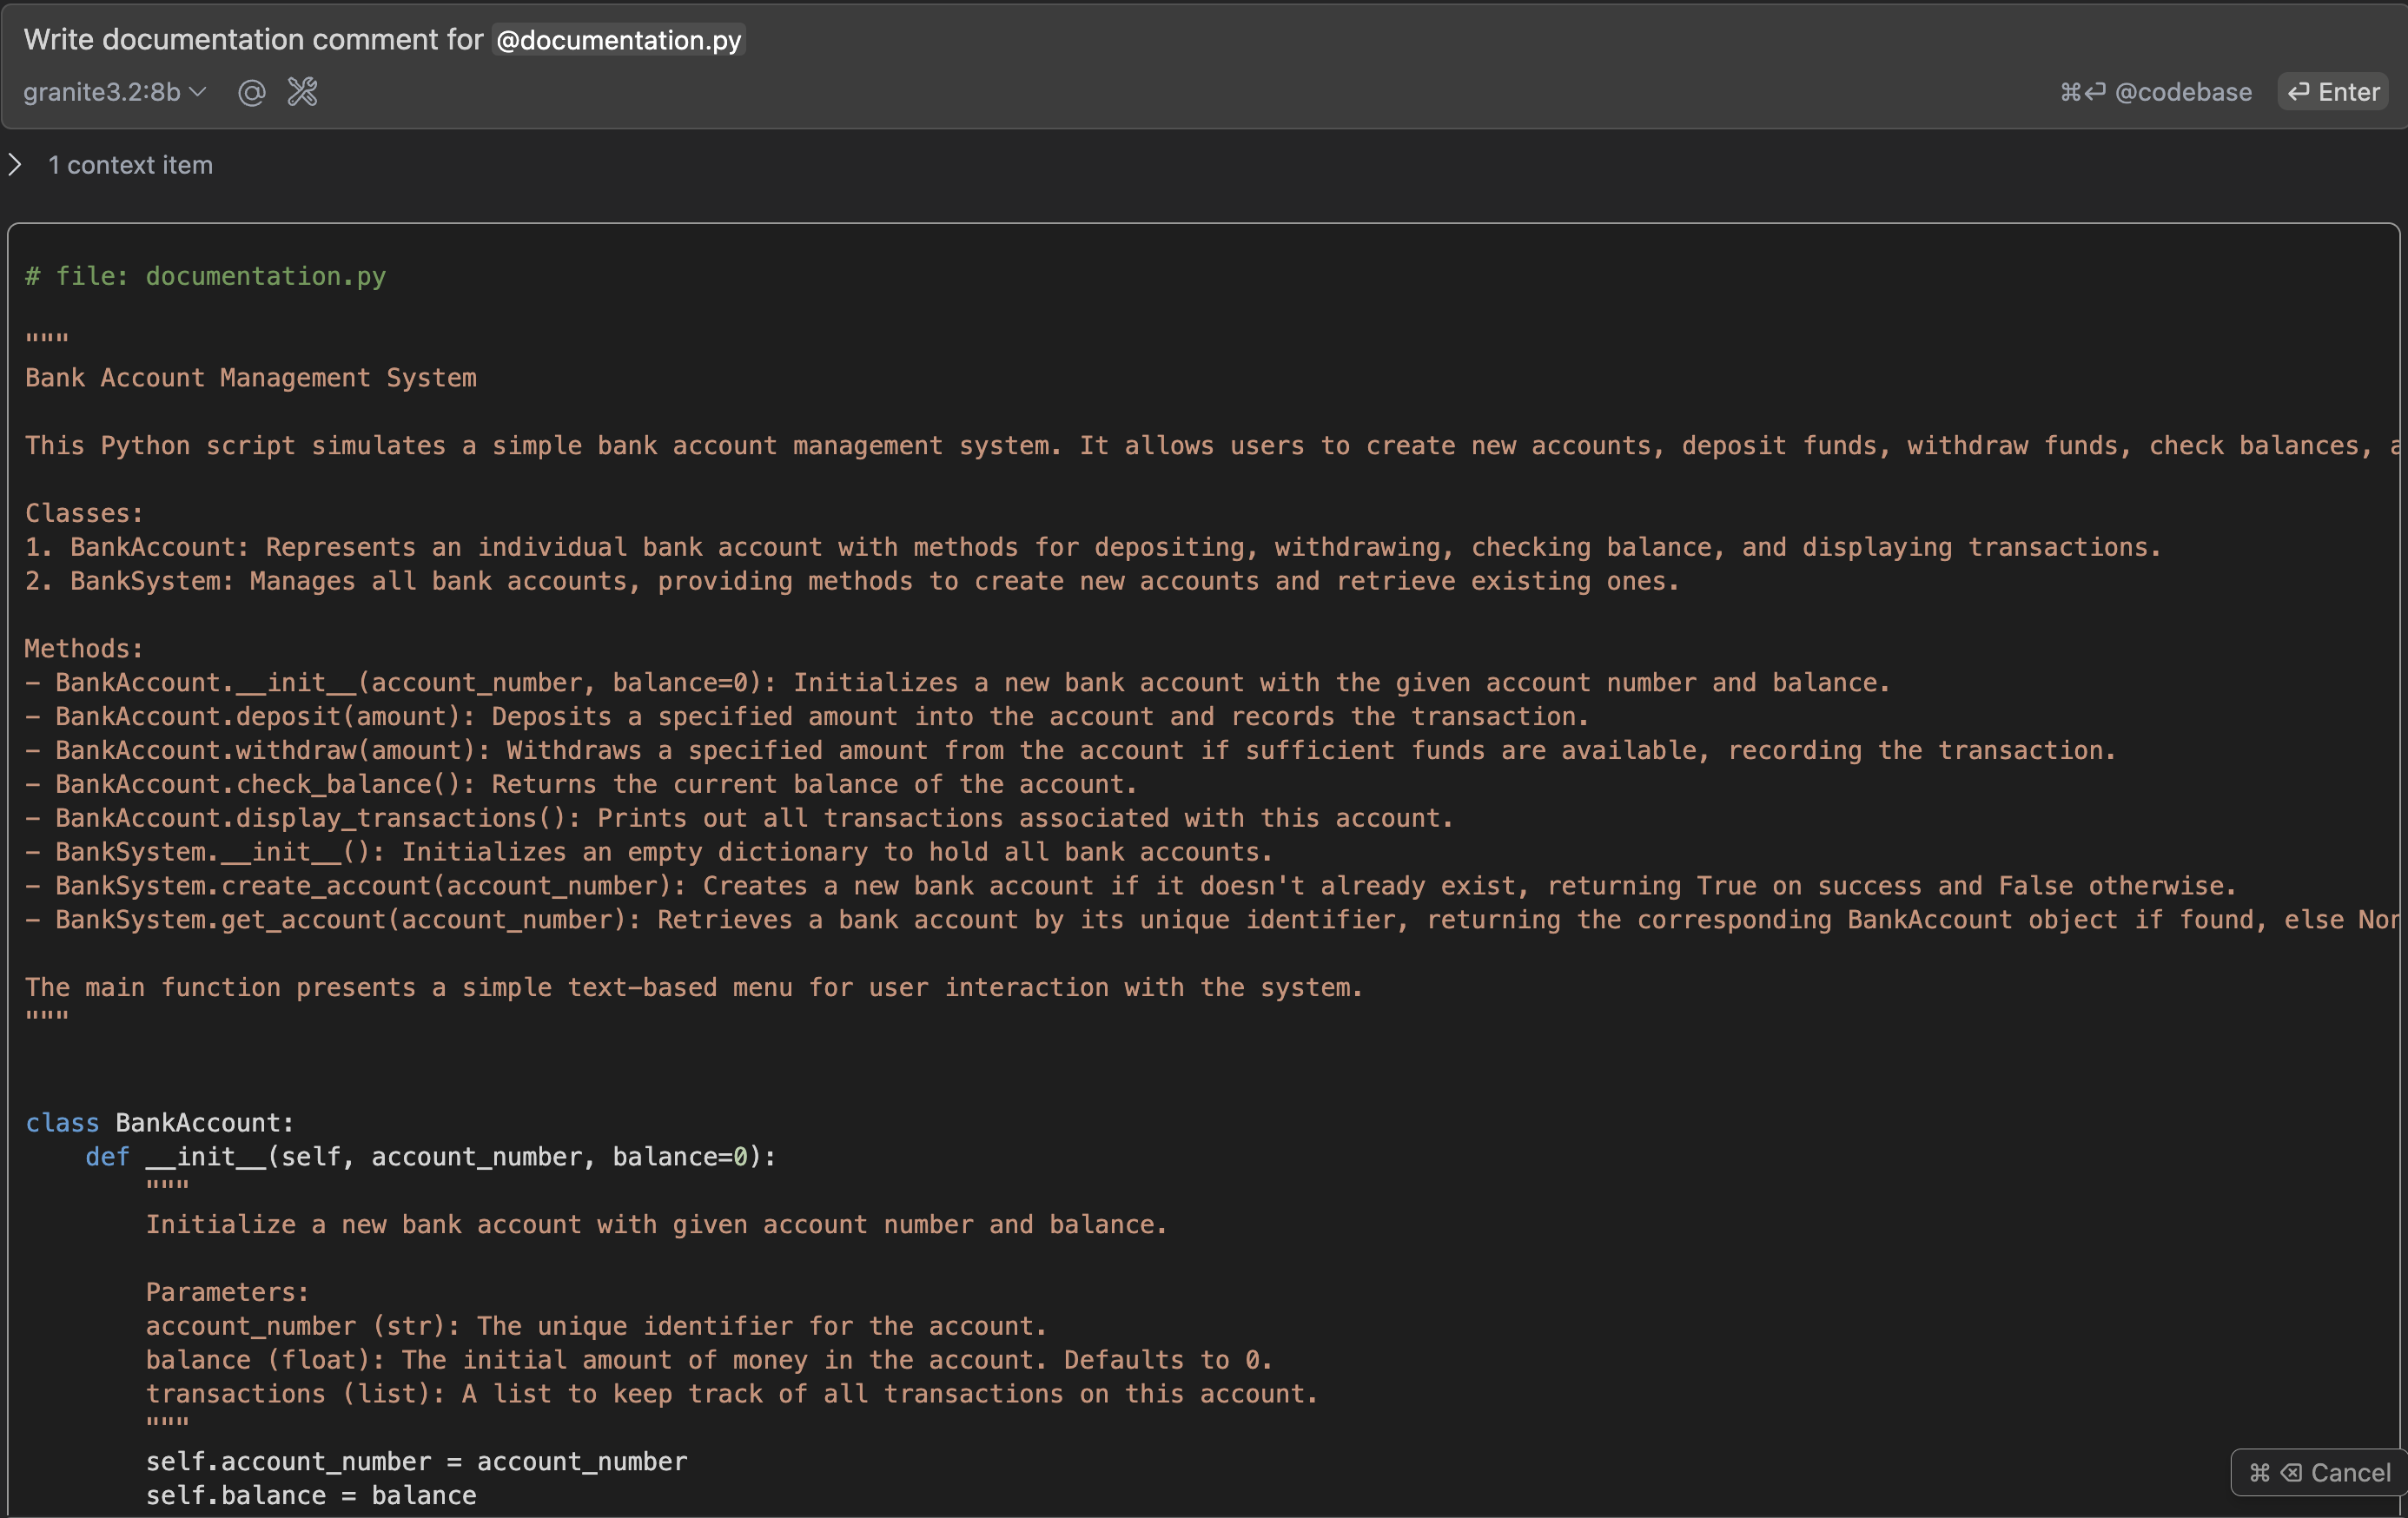 Write documentation comment for @documentation.py
granite3.2:8b
⌘⏎ @codebase ⏎ Enter
1 context item
# file: documentation.py
"""
Bank Account Management System
This Python script simulates a simple bank account management system. It allows users to create new accounts, deposit funds, withdraw funds, check balances, a
Classes:
1. BankAccount: Represents an individual bank account with methods for depositing, withdrawing, checking balance, and displaying transactions.
2. BankSystem: Manages all bank accounts, providing methods to create new accounts and retrieve existing ones.
Methods:
- BankAccount.__init__(account_number, balance=0): Initializes a new bank account with the given account number and balance.
- BankAccount.deposit(amount): Deposits a specified amount into the account and records the transaction.
- BankAccount.withdraw(amount): Withdraws a specified amount from the account if sufficient funds are available, recording the transaction.
- BankAccount.check_balance(): Returns the current balance of the account.
- BankAccount.display_transactions(): Prints out all transactions associated with this account.
- BankSystem.__init__(): Initializes an empty dictionary to hold all bank accounts.
- BankSystem.create_account(account_number): Creates a new bank account if it doesn't already exist, returning True on success and False otherwise.
- BankSystem.get_account(account_number): Retrieves a bank account by its unique identifier, returning the corresponding BankAccount object if found, else Non
The main function presents a simple text-based menu for user interaction with the system.
"""
class BankAccount:
    def __init__(self, account_number, balance=0):
        """
        Initialize a new bank account with given account number and balance.
        Parameters:
        account_number (str): The unique identifier for the account.
        balance (float): The initial amount of money in the account. Defaults to 0.
        transactions (list): A list to keep track of all transactions on this account.
        """
        self.account_number = account_number
        self.balance = balance
⌘ ⌫ Cancel